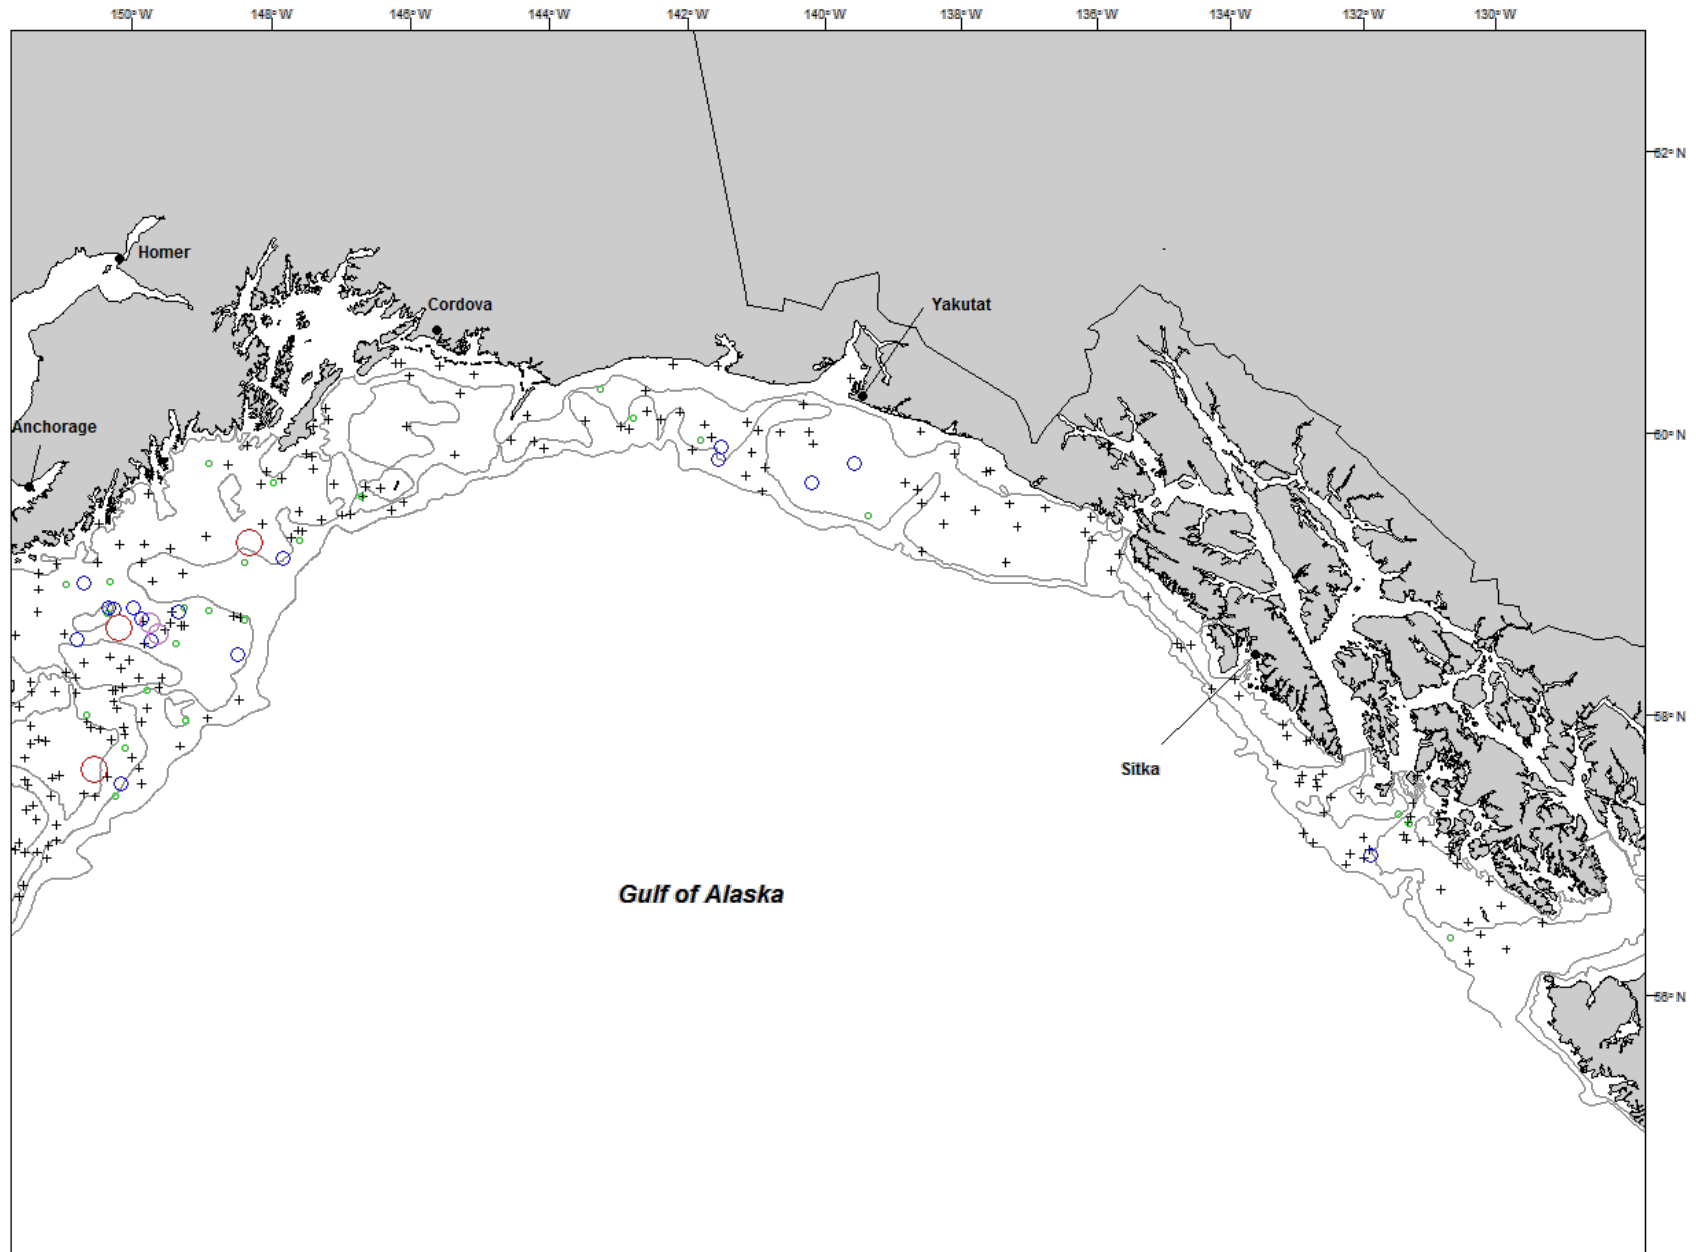 150° W 148° W 146° W 144° W 142° W 140° W 138° W 136° W 134° W 132° W 130° W
62° N
Homer
Cordova
Yakutat
Anchorage
60° N
58° N
Sitka
Gulf of Alaska
56° N